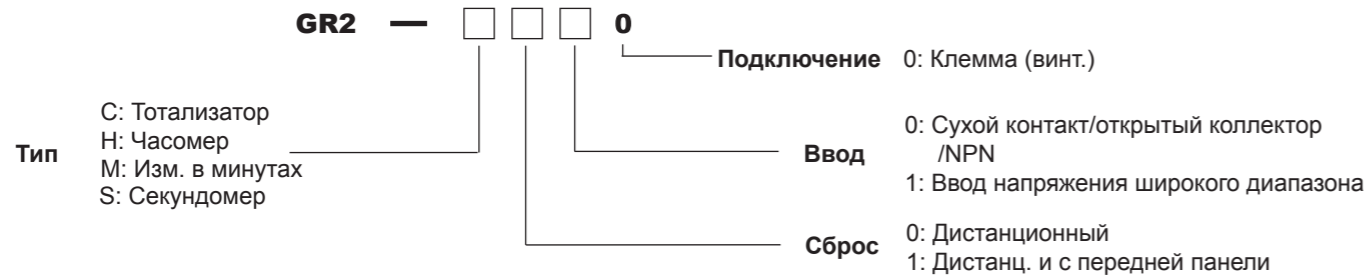 GR2 — □ □ □ 0
Подключение 0: Клемма (винт.)
Тип
C: Тотализатор
H: Часомер
M: Изм. в минутах
S: Секундомер
Ввод
0: Сухой контакт/открытый коллектор
/NPN
1: Ввод напряжения широкого диапазона
Сброс
0: Дистанционный
1: Дистанц. и с передней панели